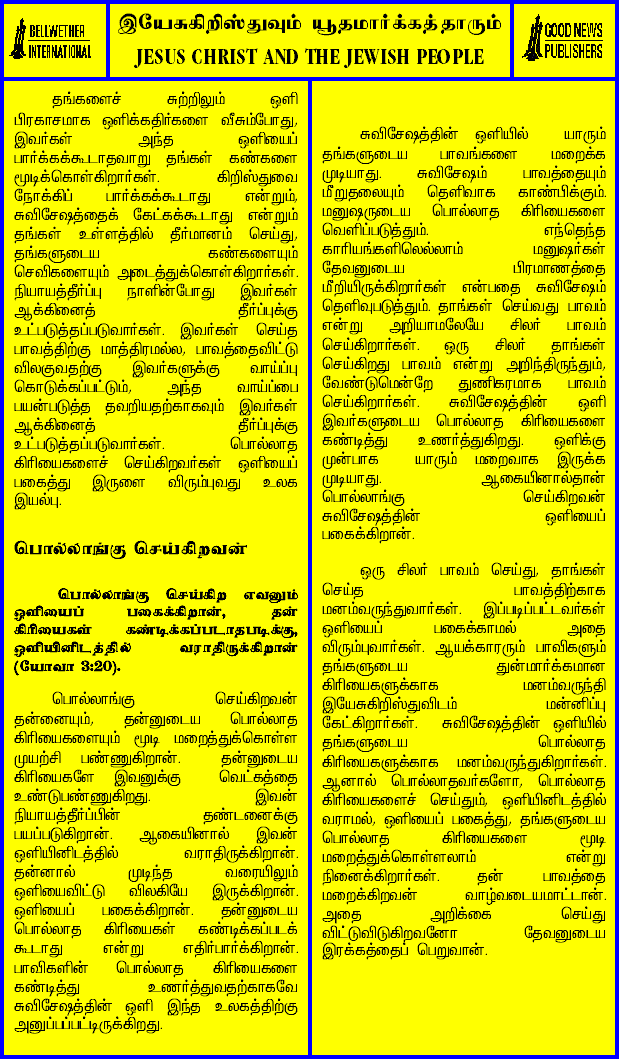 BELLWETHER
INTERNATIONAL
இயேசுகிறிஸ்துவும் யூதமார்க்கத்தாரும்
JESUS CHRIST AND THE JEWISH PEOPLE
GOOD NEWS
PUBLISHERS
தங்களைச் சுற்றிலும் ஒளி
பிரகாசமாக ஒளிக்கதிர்களை வீசும்போது,
இவர்கள் அந்த ஒளியைப்
பார்க்கக்கூடாதவாறு தங்கள் கண்களை
மூடிக்கொள்கிறார்கள். கிறிஸ்துவை
நோக்கிப் பார்க்கக்கூடாது என்றும்,
சுவிசேஷத்தைக் கேட்கக்கூடாது என்றும்
தங்கள் உள்ளத்தில் தீர்மானம் செய்து,
தங்களுடைய கண்களையும்
செவிகளையும் அடைத்துக்கொள்கிறார்கள்.
நியாயத்தீர்ப்பு நாளின்போது இவர்கள்
ஆக்கினைத் தீர்ப்புக்கு
உட்படுத்தப்படுவார்கள். இவர்கள் செய்த
பாவத்திற்கு மாத்திரமல்ல, பாவத்தைவிட்டு
விலகுவதற்கு இவர்களுக்கு வாய்ப்பு
கொடுக்கப்பட்டும், அந்த வாய்ப்பை
பயன்படுத்த தவறியதற்காகவும் இவர்கள்
ஆக்கினைத் தீர்ப்புக்கு
உட்படுத்தப்படுவார்கள். பொல்லாத
கிரியைகளைச் செய்கிறவர்கள் ஒளியைப்
பகைத்து இருளை விரும்புவது உலக
இயல்பு.
பொல்லாங்கு செய்கிறவன்
பொல்லாங்கு செய்கிற எவனும்
ஒளியைப் பகைக்கிறான், தன்
கிரியைகள் கண்டிக்கப்படாதபடிக்கு,
ஒளியினிடத்தில் வராதிருக்கிறான்
(யோவா 3:20).
பொல்லாங்கு செய்கிறவன்
தன்னையும், தன்னுடைய பொல்லாத
கிரியைகளையும் மூடி மறைத்துக்கொள்ள
முயற்சி பண்ணுகிறான். தன்னுடைய
கிரியைகளே இவனுக்கு வெட்கத்தை
உண்டுபண்ணுகிறது. இவன்
நியாயத்தீர்ப்பின் தண்டனைக்கு
பயப்படுகிறான். ஆகையினால் இவன்
ஒளியினிடத்தில் வராதிருக்கிறான்.
தன்னால் முடிந்த வரையிலும்
ஒளியைவிட்டு விலகியே இருக்கிறான்.
ஒளியைப் பகைக்கிறான். தன்னுடைய
பொல்லாத கிரியைகள் கண்டிக்கப்படக்
கூடாது என்று எதிர்பார்க்கிறான்.
பாவிகளின் பொல்லாத கிரியைகளை
கண்டித்து உணர்த்துவதற்காகவே
சுவிசேஷத்தின் ஒளி இந்த உலகத்திற்கு
அனுப்பப்பட்டிருக்கிறது.
சுவிசேஷத்தின் ஒளியில் யாரும்
தங்களுடைய பாவங்களை மறைக்க
முடியாது. சுவிசேஷம் பாவத்தையும்
மீறுதலையும் தெளிவாக காண்பிக்கும்.
மனுஷருடைய பொல்லாத கிரியைகளை
வெளிப்படுத்தும். எந்தெந்த
காரியங்களிலெல்லாம் மனுஷர்கள்
தேவனுடைய பிரமாணத்தை
மீறியிருக்கிறார்கள் என்பதை சுவிசேஷம்
தெளிவுபடுத்தும். தாங்கள் செய்வது பாவம்
என்று அறியாமலேயே சிலர் பாவம்
செய்கிறார்கள். ஒரு சிலர் தாங்கள்
செய்கிறது பாவம் என்று அறிந்திருந்தும்,
வேண்டுமென்றே துணிகரமாக பாவம்
செய்கிறார்கள். சுவிசேஷத்தின் ஒளி
இவர்களுடைய பொல்லாத கிரியைகளை
கண்டித்து உணர்த்துகிறது. ஒளிக்கு
முன்பாக யாரும் மறைவாக இருக்க
முடியாது. ஆகையினால்தான்
பொல்லாங்கு செய்கிறவன்
சுவிசேஷத்தின் ஒளியைப்
பகைக்கிறான்.
ஒரு சிலர் பாவம் செய்து, தாங்கள்
செய்த பாவத்திற்காக
மனம்வருந்துவார்கள். இப்படிப்பட்டவர்கள்
ஒளியைப் பகைக்காமல் அதை
விரும்புவார்கள். ஆயக்காரரும் பாவிகளும்
தங்களுடைய துன்மார்க்கமான
கிரியைகளுக்காக மனம்வருந்தி
இயேசுகிறிஸ்துவிடம் மன்னிப்பு
கேட்கிறார்கள். சுவிசேஷத்தின் ஒளியில்
தங்களுடைய பொல்லாத
கிரியைகளுக்காக மனம்வருந்துகிறார்கள்.
ஆனால் பொல்லாதவர்களோ, பொல்லாத
கிரியைகளைச் செய்தும், ஒளியினிடத்தில்
வராமல், ஒளியைப் பகைத்து, தங்களுடைய
பொல்லாத கிரியைகளை மூடி
மறைத்துக்கொள்ளலாம் என்று
நினைக்கிறார்கள். தன் பாவத்தை
மறைக்கிறவன் வாழ்வடையமாட்டான்.
அதை அறிக்கை செய்து
விட்டுவிடுகிறவனோ தேவனுடைய
இரக்கத்தைப் பெறுவான்.